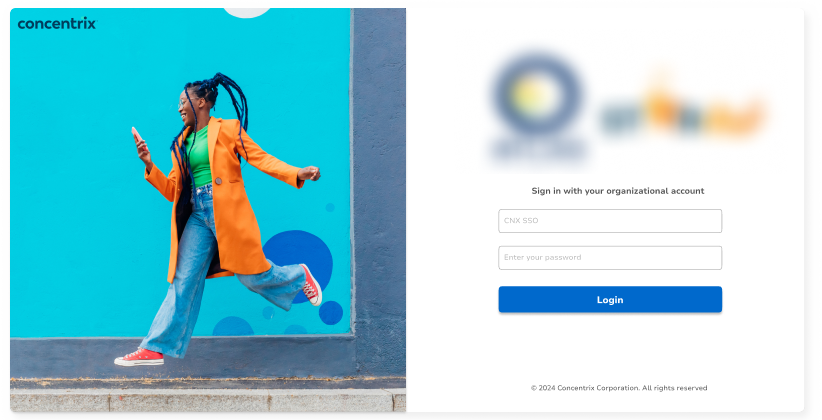 concentrix
Sign in with your organizational account
CNX SSO
Enter your password
Login
© 2024 Concentrix Corporation. All rights reserved